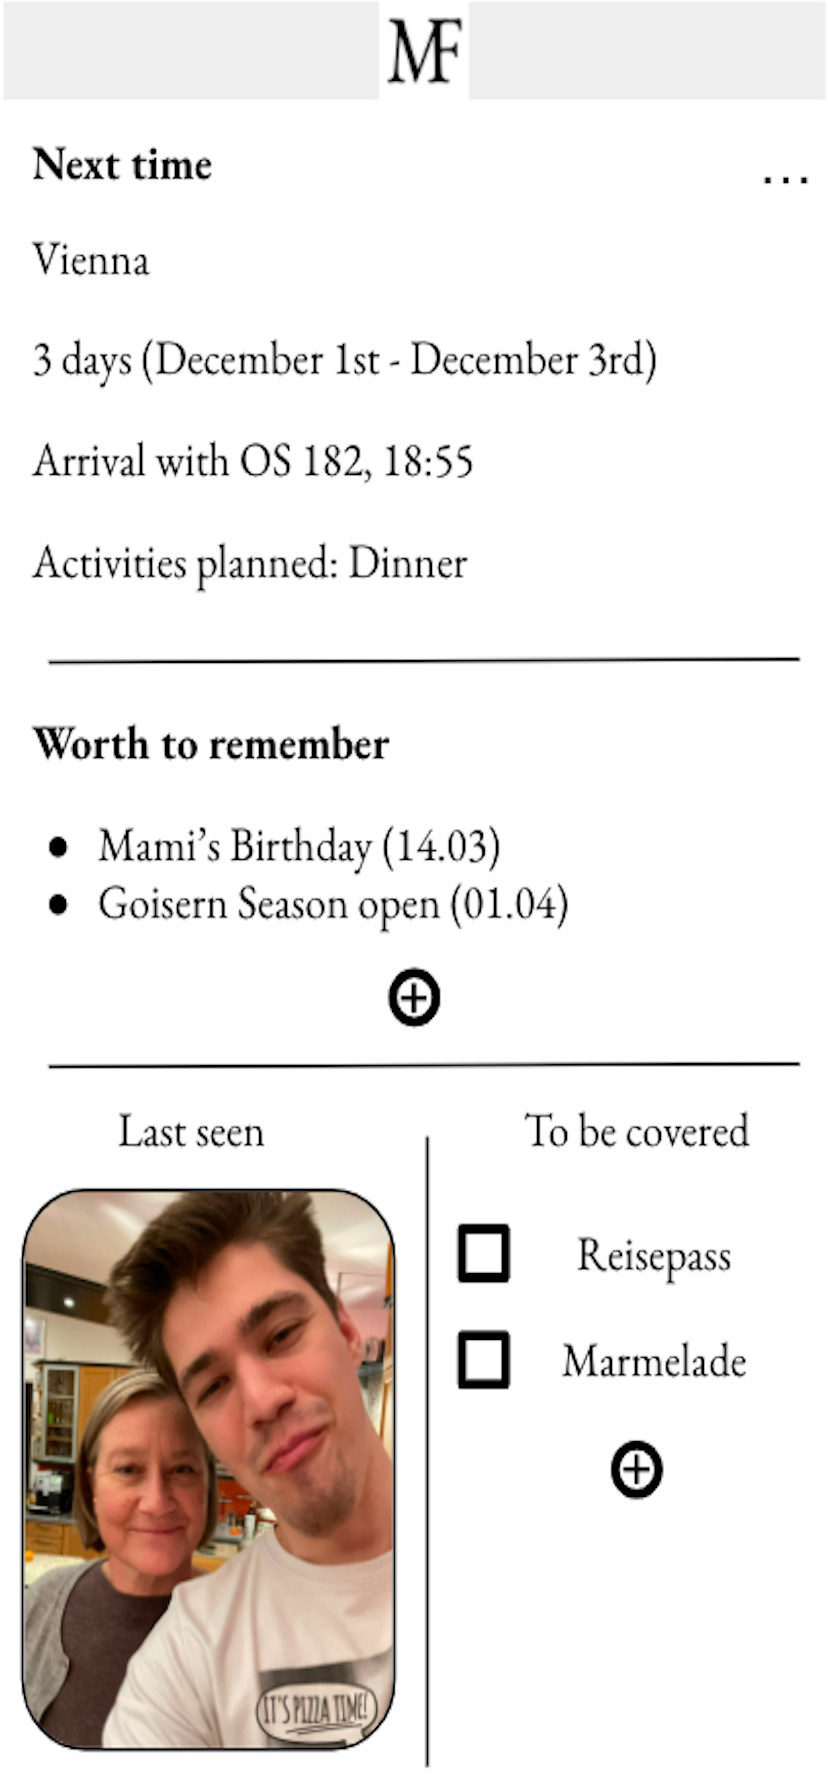 MF
Next time
...
Vienna
3 days (December 1st - December 3rd)
Arrival with OS 182, 18:55
Activities planned: Dinner
Worth to remember
● Mami’s Birthday (14.03)
● Goisern Season open (01.04)
Last seen
IT'S PIZZA TIME!
To be covered
Reisepass
Marmelade